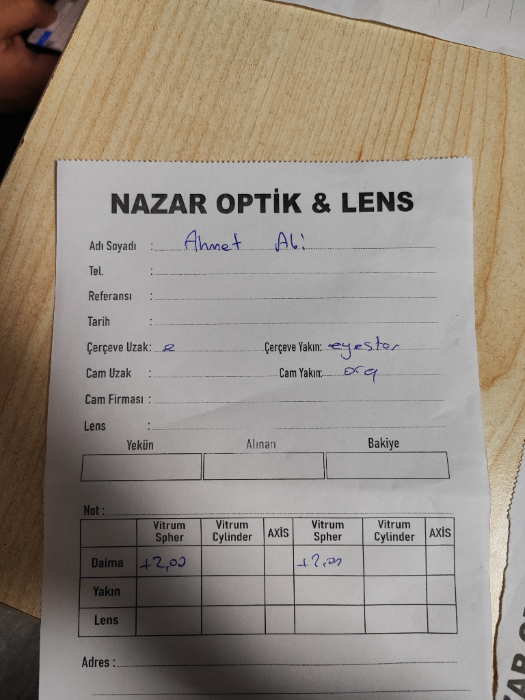 NAZAR OPTİK & LENS
Adı Soyadı : Ahmet Abi
Tel. :
Referansı :
Tarih :
Çerçeve Uzak: e Çerçeve Yakın: eyestar
Cam Uzak : Cam Yakın: org
Cam Firması :
Lens :
Yekün Alınan Bakiye
Not :
Vitrum Spher Vitrum Cylinder AXİS Vitrum Spher Vitrum Cylinder AXİS
Daima +2,00 +2,00
Yakın
Lens
Adres :